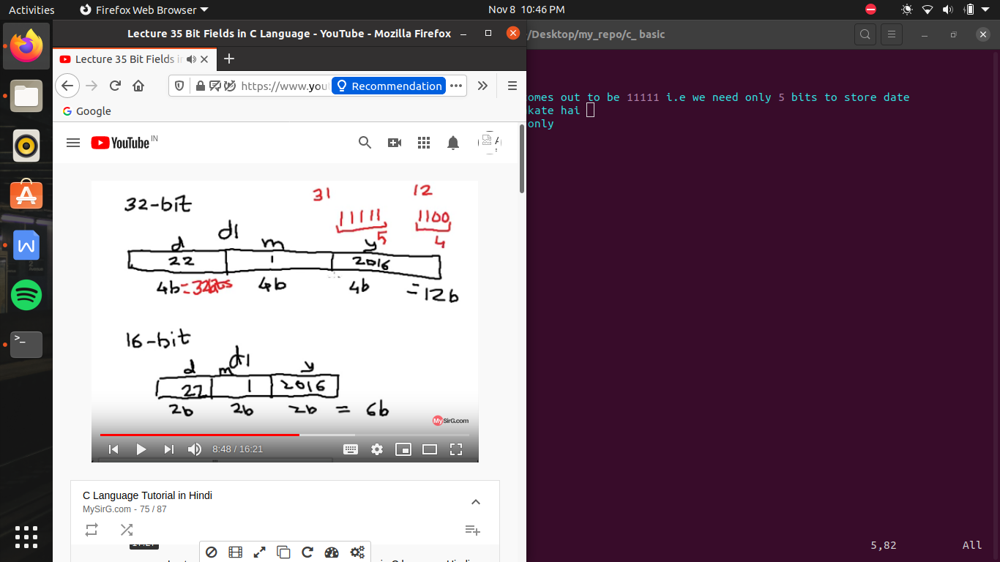 Activities
Firefox Web Browser
Nov 8 10:46 PM
Lecture 35 Bit Fields in C Language - YouTube - Mozilla Firefox
/Desktop/my_repo/c_ basic
Lecture 35 Bit Fields i
https://www.you
Recommendation
Google
YouTube IN
32-bit
31
12
11111
1100
5
4
d1
d
m
y
22
1
2016
4b
=32bits
4b
4b
=12b
16-bit
d1
d
m
y
22
1
2016
2b
2b
2b
= 6b
MySirG.com
8:48 / 16:21
C Language Tutorial in Hindi
MySirG.com - 75 / 87
omes out to be 11111 i.e we need only 5 bits to store date
kate hai
only
5,82
All